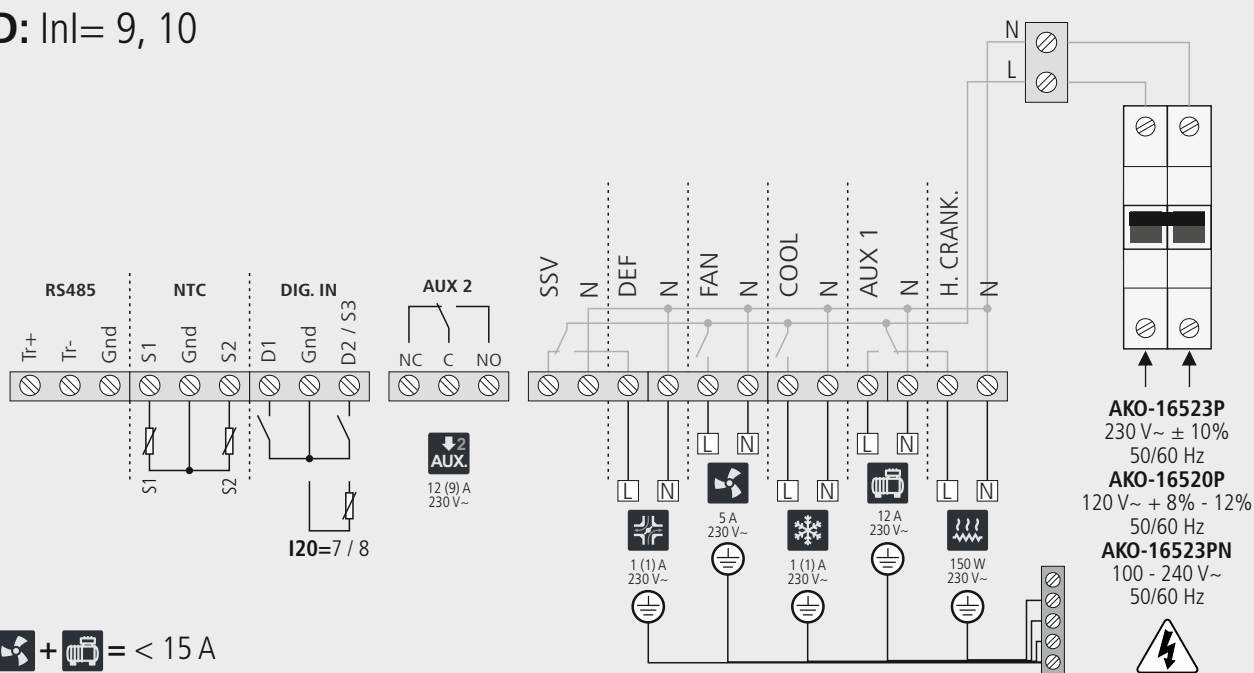 D: InI= 9, 10
N
L
RS485
NTC
DIG. IN
AUX 2
SSV
N
DEF
N
FAN
N
COOL
N
AUX 1
N
H. CRANK.
N
Tr+
Tr-
Gnd
S1
Gnd
S2
D1
Gnd
D2 / S3
NC
C
NO
S1
S2
I20=7 / 8
2
AUX.
12 (9) A
230 V~
L
N
L
N
L
N
L
N
L
N
1 (1) A
230 V~
5 A
230 V~
1 (1) A
230 V~
12 A
230 V~
150 W
230 V~
AKO-16523P
230 V~ ± 10%
50/60 Hz
AKO-16520P
120 V~ + 8% - 12%
50/60 Hz
AKO-16523PN
100 - 240 V~
50/60 Hz
+ = < 15 A